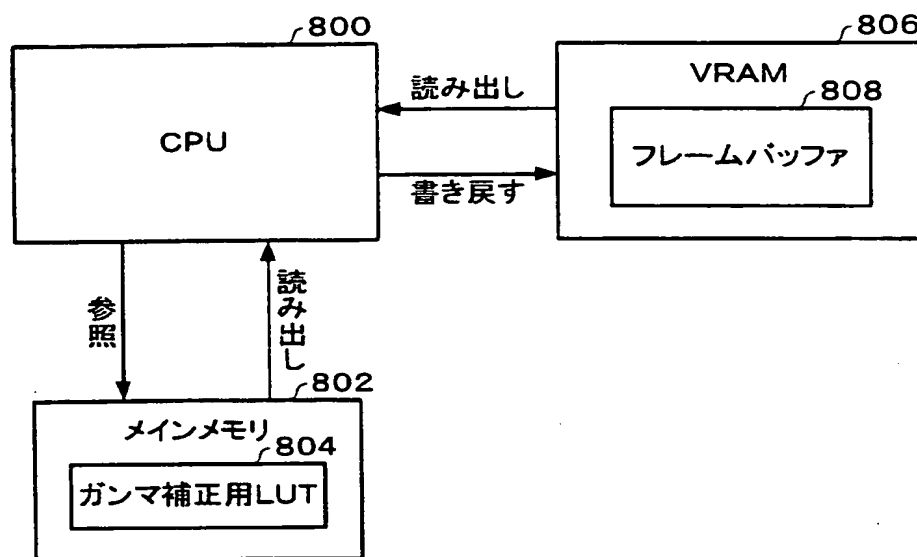 800
CPU
読み出し
書き戻す
806
VRAM
808
フレームバッファ
参照
読み出し
802
メインメモリ
804
ガンマ補正用LUT